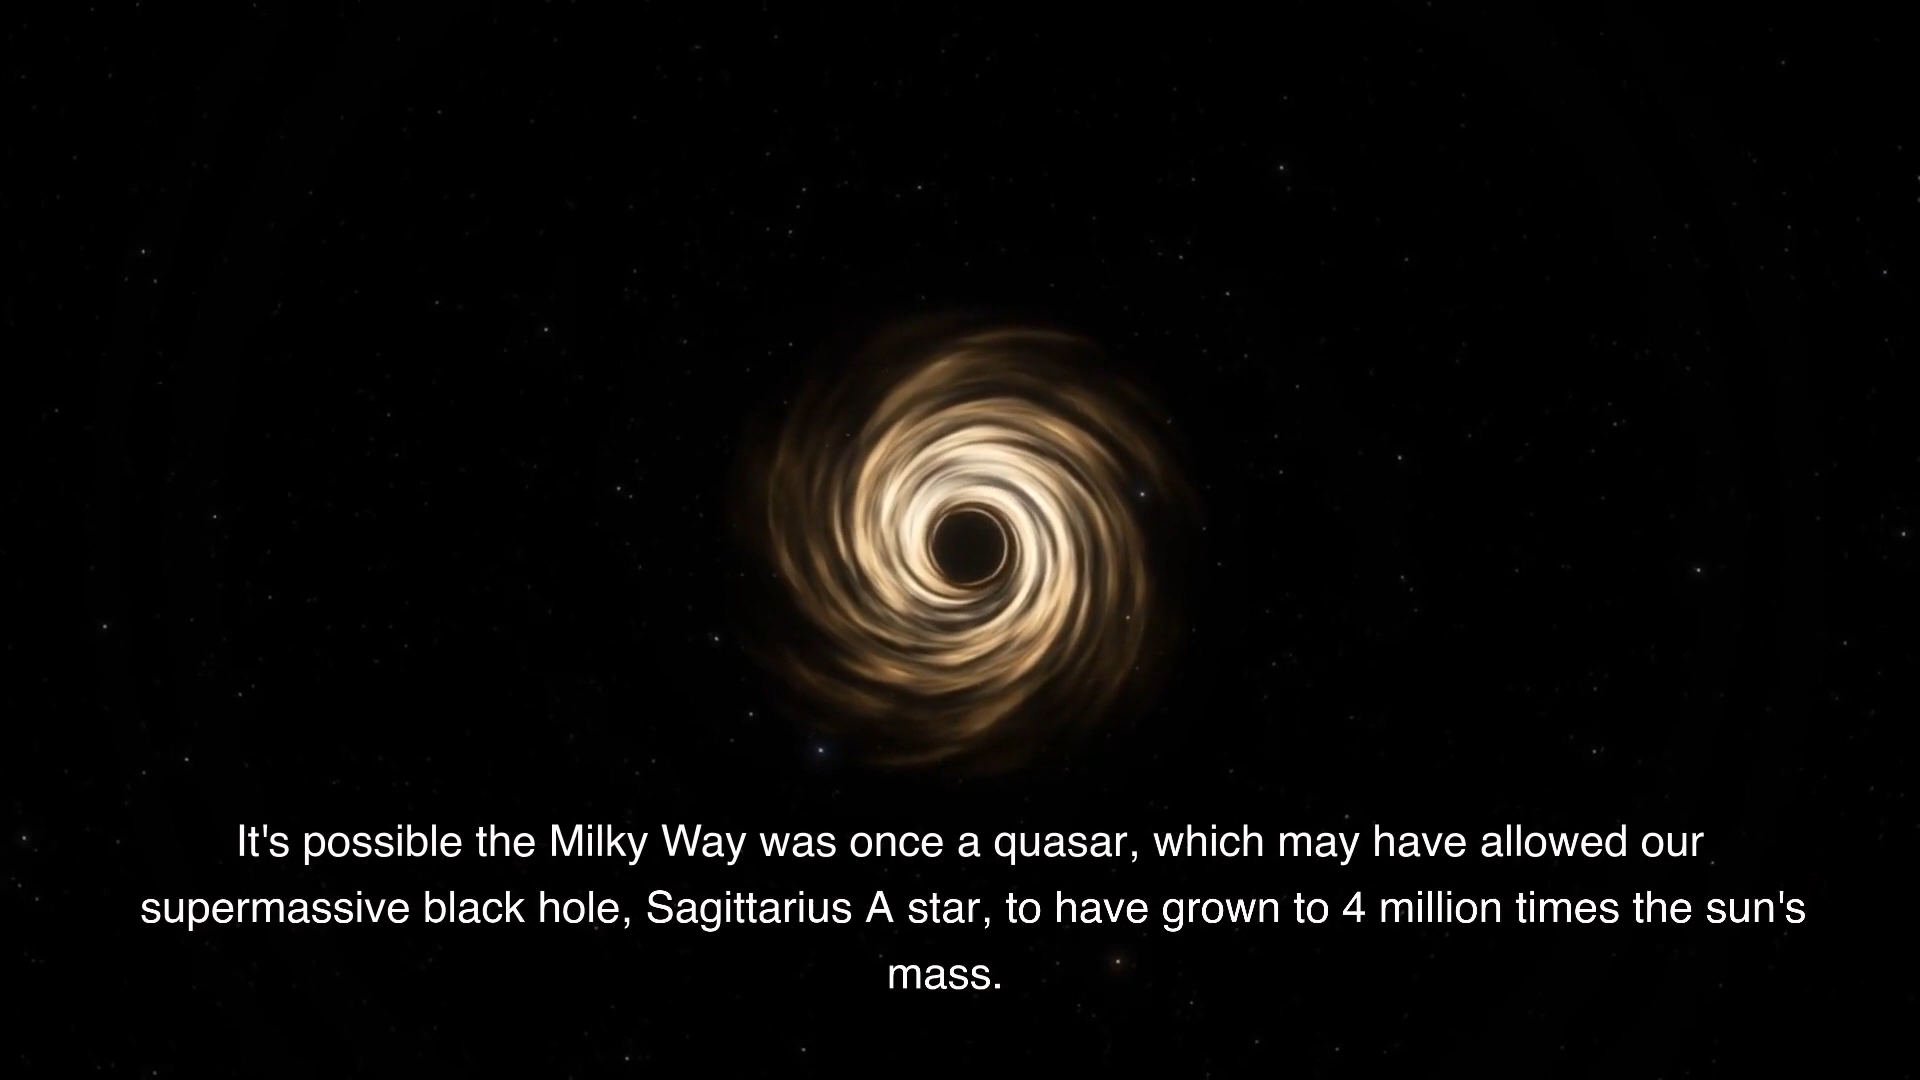 It's possible the Milky Way was once a quasar, which may have allowed our
supermassive black hole, Sagittarius A star, to have grown to 4 million times the sun's
mass.